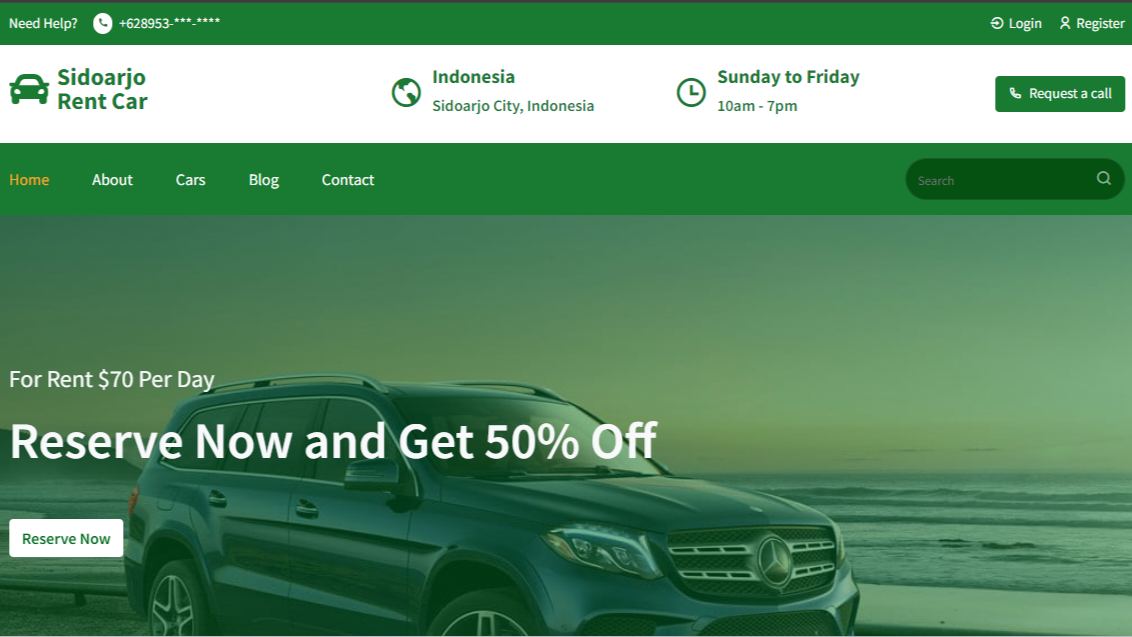 Need Help?
+628953-***-****
Login
Register
Sidoarjo
Rent Car
Indonesia
Sidoarjo City, Indonesia
Sunday to Friday
10am - 7pm
Request a call
Home
About
Cars
Blog
Contact
Search
For Rent $70 Per Day
Reserve Now and Get 50% Off
Reserve Now